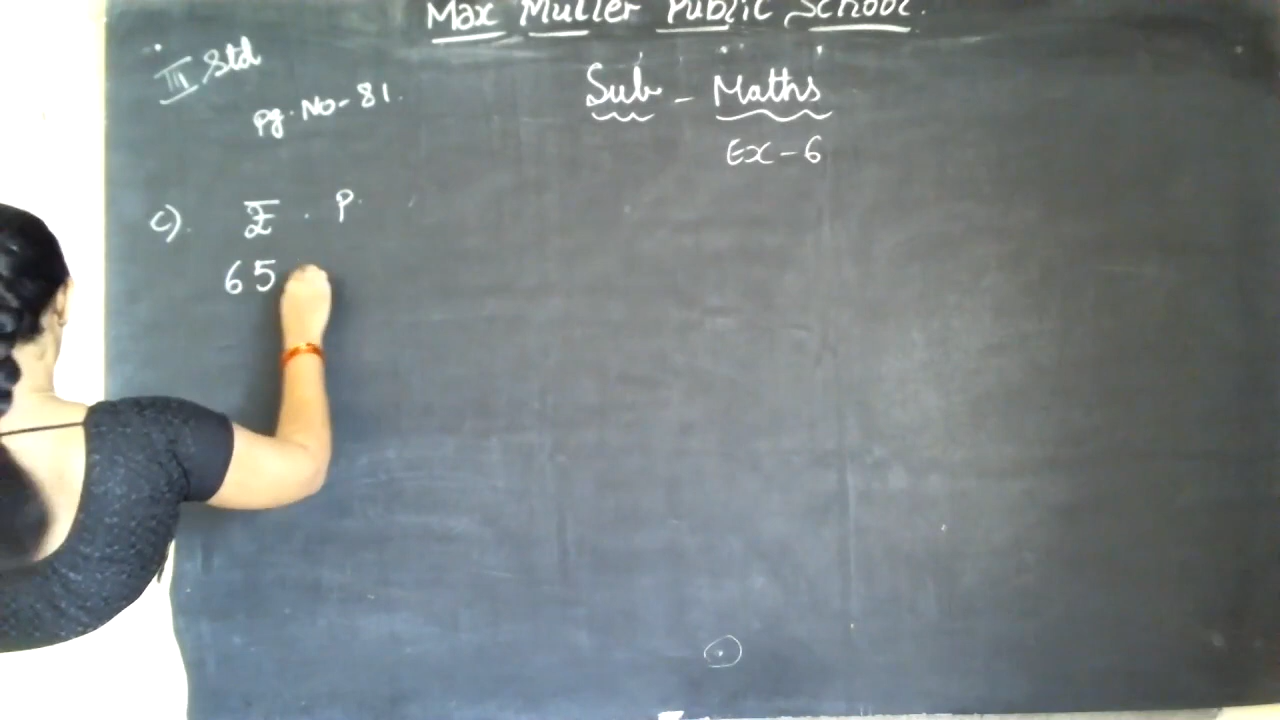 Max Muller Public School.
III Std
Sub - Maths
Pg. No - 81.
Ex - 6
c). ₹ . P.
65